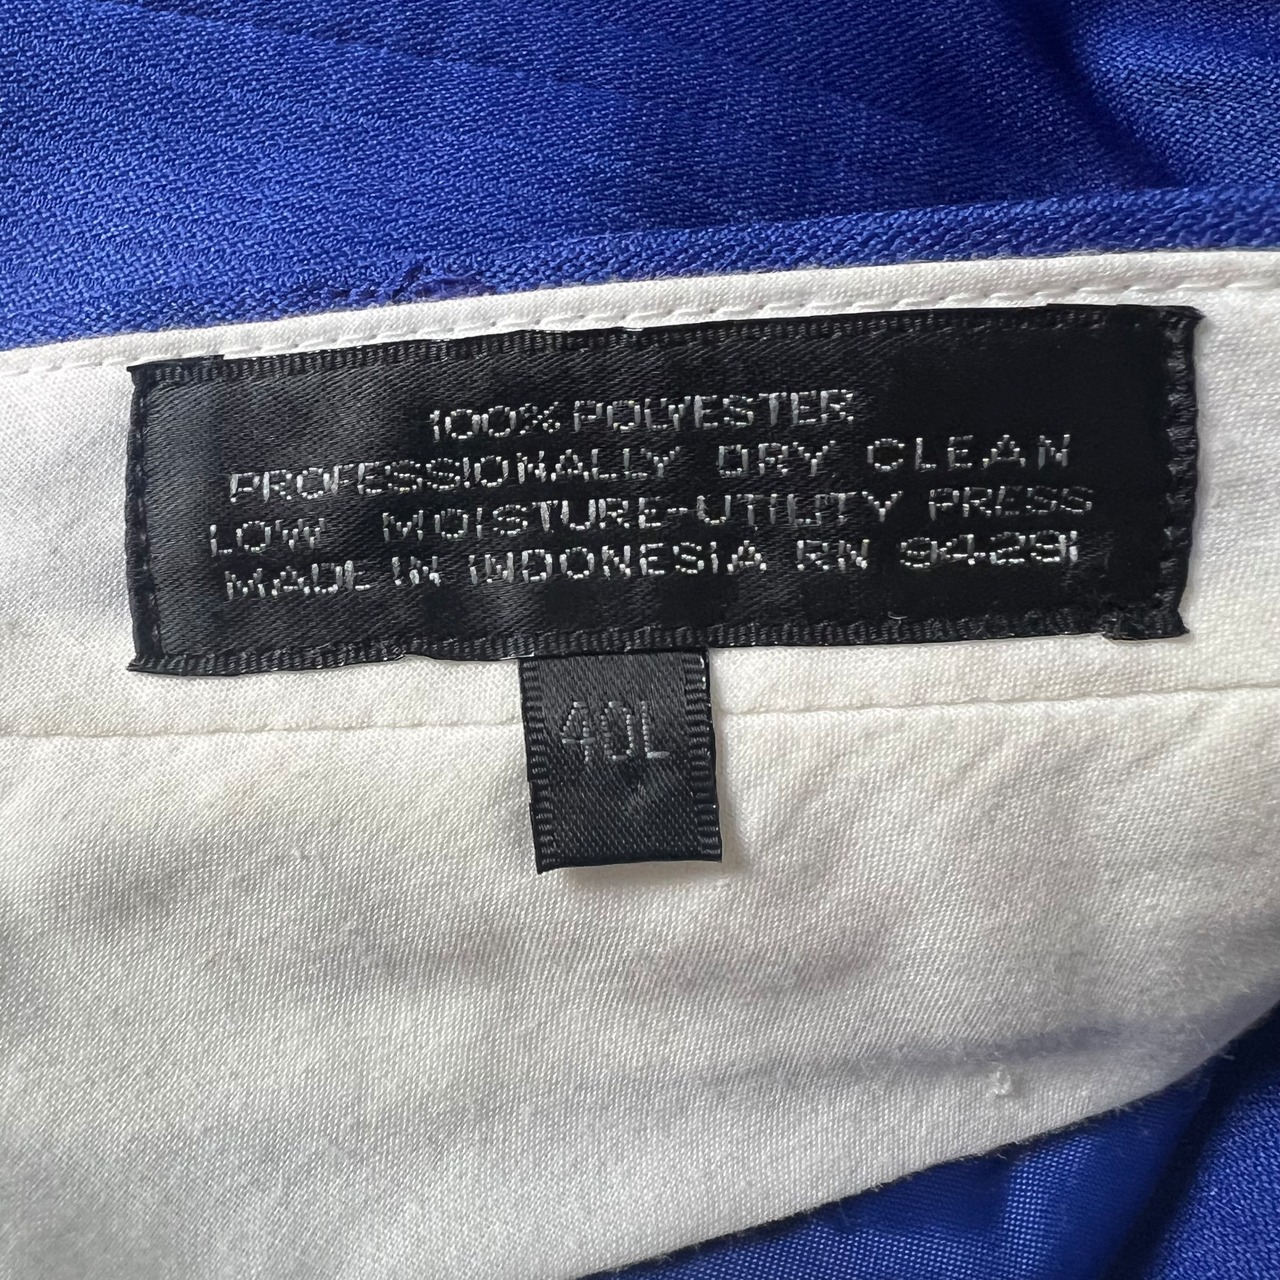 100% POLYESTER
PROFESSIONALLY DRY CLEAN
LOW MOISTURE-UTILITY PRESS
MADE IN INDONESIA RN 94291
40L